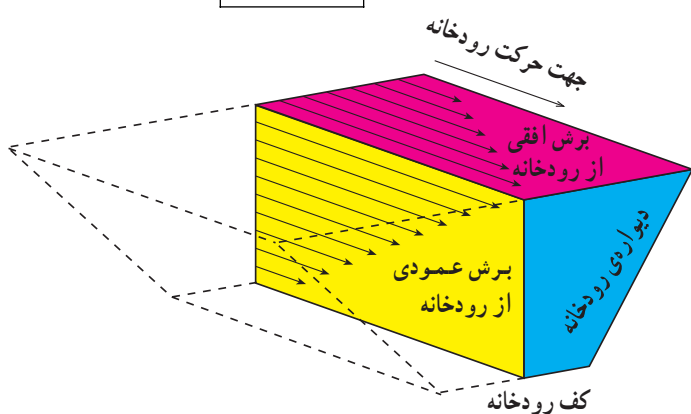 جهت حرکت رودخانه
برش افقی
از رودخانه
دیواره‌ی رودخانه
برش عمودی
از رودخانه
کف رودخانه